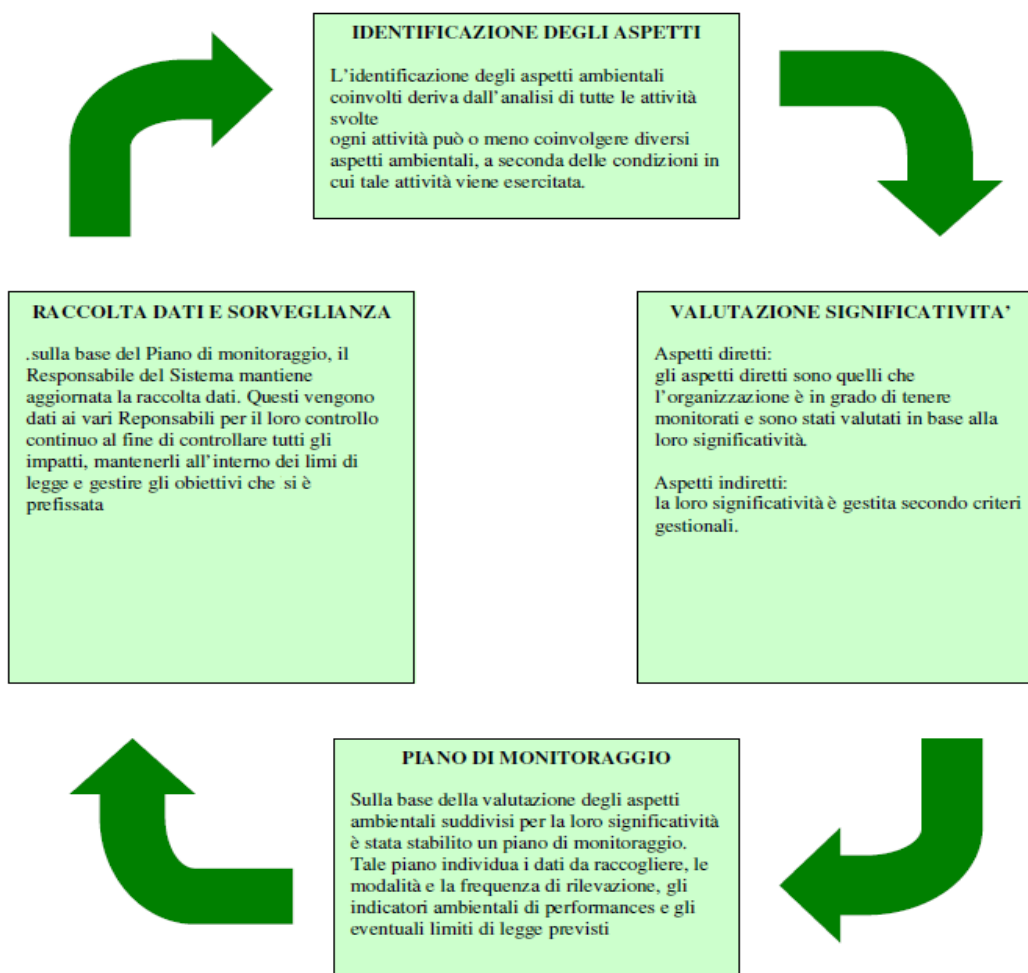 IDENTIFICAZIONE DEGLI ASPETTI
L'identificazione degli aspetti ambientali
coinvolti deriva dall'analisi di tutte le attività
svolte
ogni attività può o meno coinvolgere diversi
aspetti ambientali, a seconda delle condizioni in
cui tale attività viene esercitata.
VALUTAZIONE SIGNIFICATIVITA'
Aspetti diretti:
gli aspetti diretti sono quelli che
l'organizzazione è in grado di tenere
monitorati e sono stati valutati in base alla
loro significatività.
Aspetti indiretti:
la loro significatività è gestita secondo criteri
gestionali.
PIANO DI MONITORAGGIO
Sulla base della valutazione degli aspetti
ambientali suddivisi per la loro significatività
è stata stabilito un piano di monitoraggio.
Tale piano individua i dati da raccogliere, le
modalità e la frequenza di rilevazione, gli
indicatori ambientali di performances e gli
eventuali limiti di legge previsti
RACCOLTA DATI E SORVEGLIANZA
.sulla base del Piano di monitoraggio, il
Responsabile del Sistema mantiene
aggiornata la raccolta dati. Questi vengono
dati ai vari Reponsabili per il loro controllo
continuo al fine di controllare tutti gli
impatti, mantenerli all'interno dei limi di
legge e gestire gli obiettivi che si è
prefissata